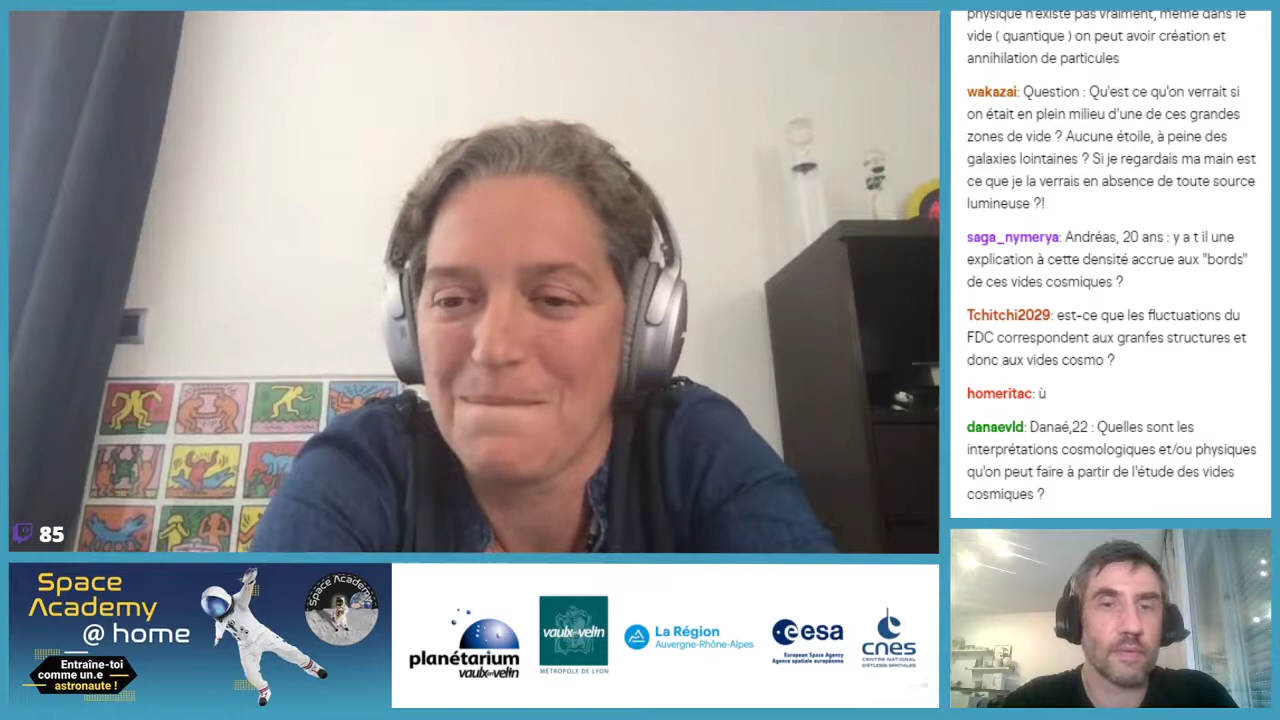 physique n'existe pas vraiment, même dans le
vide ( quantique ) on peut avoir création et
annihilation de particules
wakazai: Question : Qu'est ce qu'on verrait si
on était en plein milieu d'une de ces grandes
zones de vide ? Aucune étoile, à peine des
galaxies lointaines ? Si je regardais ma main est
ce que je la verrais en absence de toute source
lumineuse ?!
saga_nymerya: Andréas, 20 ans : y a t il une
explication à cette densité accrue aux "bords"
de ces vides cosmiques ?
Tchitchi2029: est-ce que les fluctuations du
FDC correspondent aux granfes structures et
donc aux vides cosmo ?
homeritac: ù
danaevld: Danaé,22 : Quelles sont les
interprétations cosmologiques et/ou physiques
qu'on peut faire à partir de l'étude des vides
cosmiques ?
85
Space
Academy
@ home
Entraîne-toi
comme un.e
astronaute !
Space Academy
planétarium
vaulx-en-velin
vaulx-en-velin
MÉTROPOLE DE LYON
La Région
Auvergne-Rhône-Alpes
esa
European Space Agency
Agence spatiale européenne
cnes
CENTRE NATIONAL
D'ÉTUDES SPATIALES